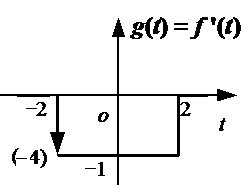 g(t) = f '(t)
−2 o 2 t
(−4) −1